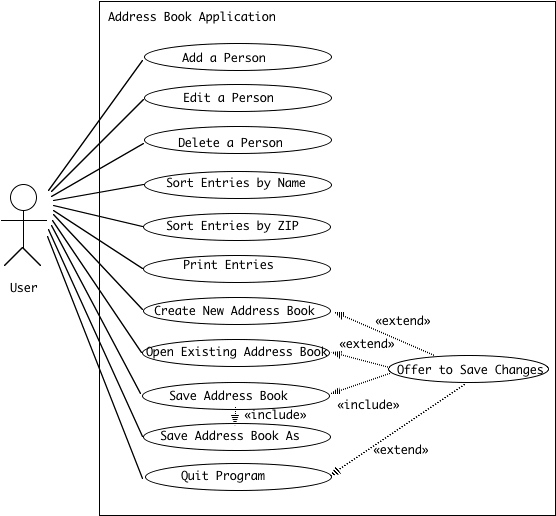 Address Book Application
Add a Person
Edit a Person
Delete a Person
Sort Entries by Name
Sort Entries by ZIP
Print Entries
User
Create New Address Book
«extend»
«extend»
Open Existing Address Book
Offer to Save Changes
Save Address Book
«include»
«include»
Save Address Book As
«extend»
Quit Program